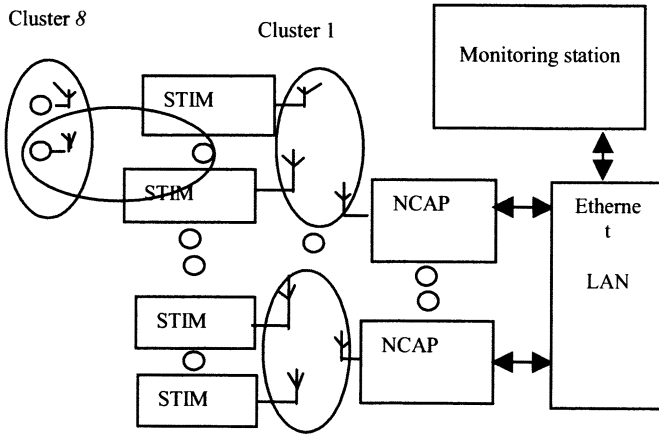 Cluster 8
Cluster 1
Monitoring station
STIM
STIM
NCAP
Etherne
t
LAN
STIM
NCAP
STIM